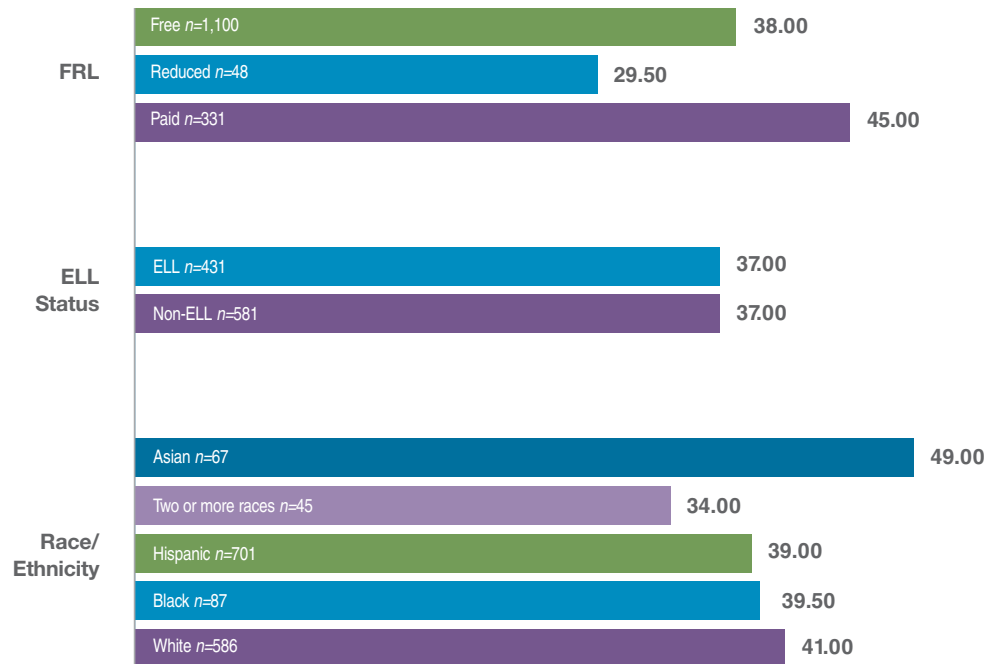 FRL
Free n=1,100
38.00
Reduced n=48
29.50
Paid n=331
45.00
ELL
Status
ELL n=431
37.00
Non-ELL n=581
37.00
Race/
Ethnicity
Asian n=67
49.00
Two or more races n=45
34.00
Hispanic n=701
39.00
Black n=87
39.50
White n=586
41.00